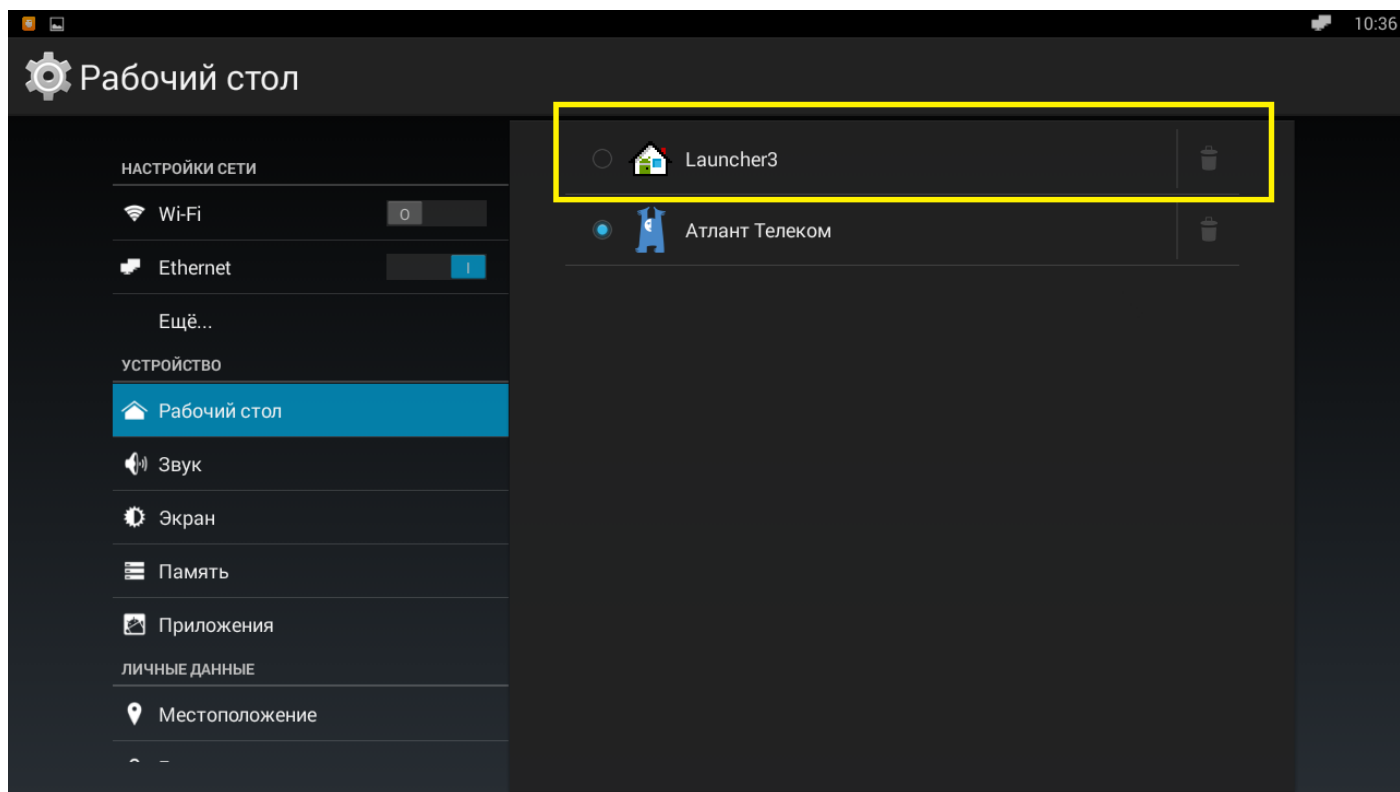 10:36
Рабочий стол
НАСТРОЙКИ СЕТИ
Wi-Fi
O
Ethernet
I
Ещё...
УСТРОЙСТВО
Рабочий стол
Звук
Экран
Память
Приложения
ЛИЧНЫЕ ДАННЫЕ
Местоположение
Launcher3
Атлант Телеком